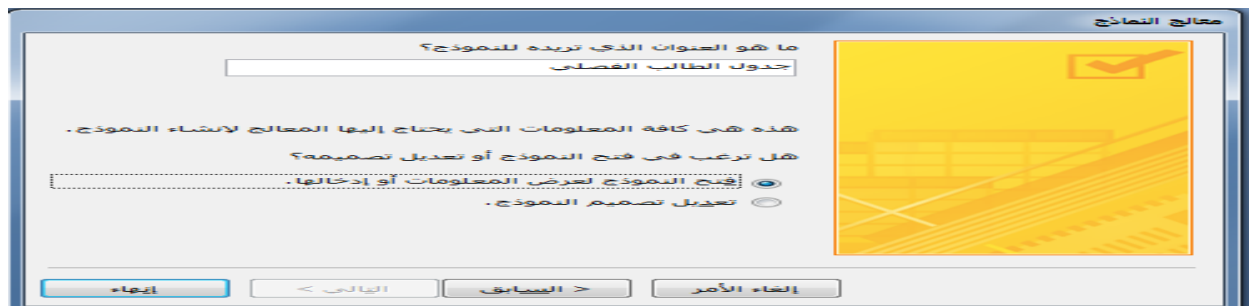 معالج النماذج
ما هو العنوان الذي تريده للنموذج؟
جدول الطالب الفصلي
هذه هي كافة المعلومات التي يحتاج إليها المعالج لإنشاء النموذج.
هل ترغب في فتح النموذج أو تعديل تصميمه؟
فتح النموذج لعرض المعلومات أو إدخالها.
تعديل تصميم النموذج.
إلغاء الأمر < السابق التالي > إنهاء